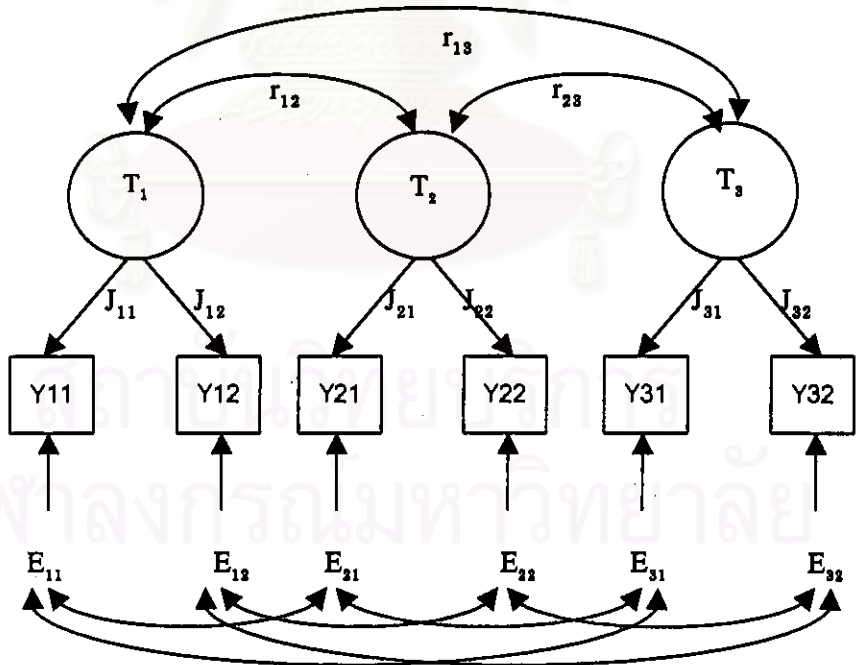 r₁₃
r₁₂ r₂₃
T₁ T₂ T₃
J₁₁ J₁₂ J₂₁ J₂₂ J₃₁ J₃₂
Y11 Y12 Y21 Y22 Y31 Y32
สถาบันวิทยบริการ
จุฬาลงกรณ์มหาวิทยาลัย
E₁₁ E₁₂ E₂₁ E₂₂ E₃₁ E₃₂